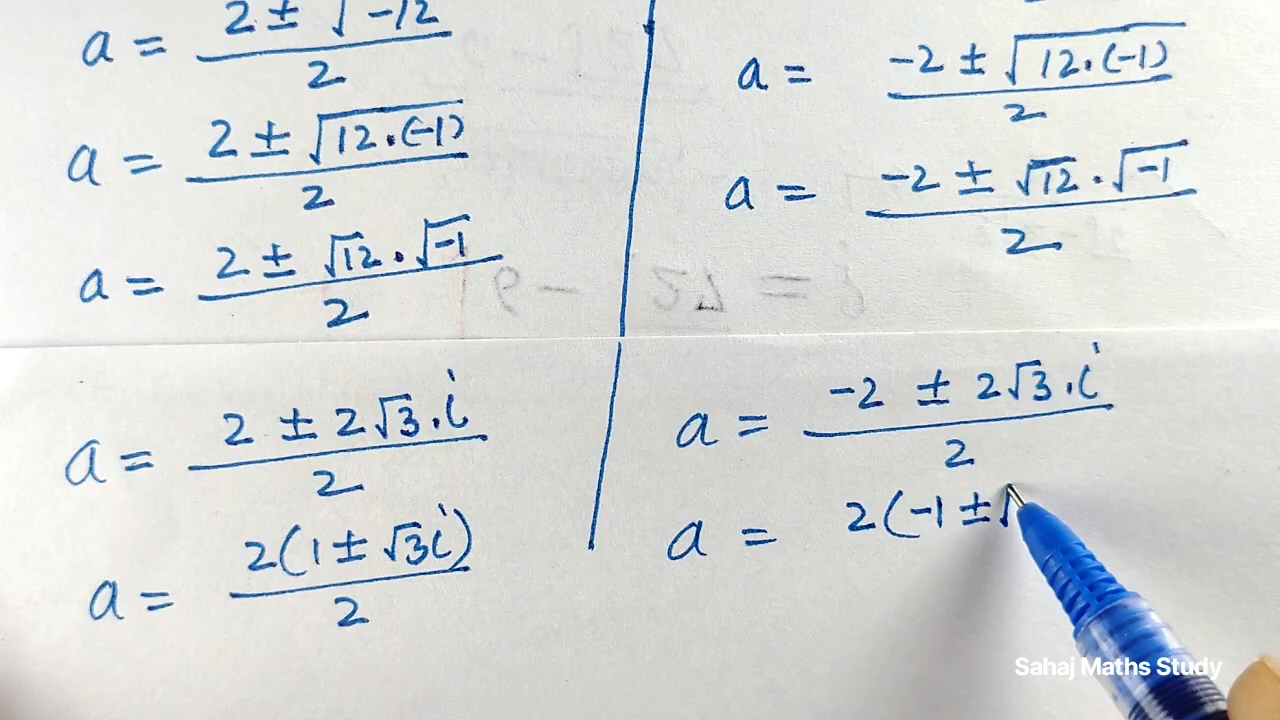 a = (2 ± √-12)/2
a = (2 ± √12.(-1))/2
a = (2 ± √12 . √-1)/2
a = (2 ± 2√3.i)/2
a = 2(1 ± √3i)/2
a = (-2 ± √12.(-1))/2
a = (-2 ± √12 . √-1)/2
a = (-2 ± 2√3.i)/2
a = 2(-1 ± √
Sahaj Maths Study